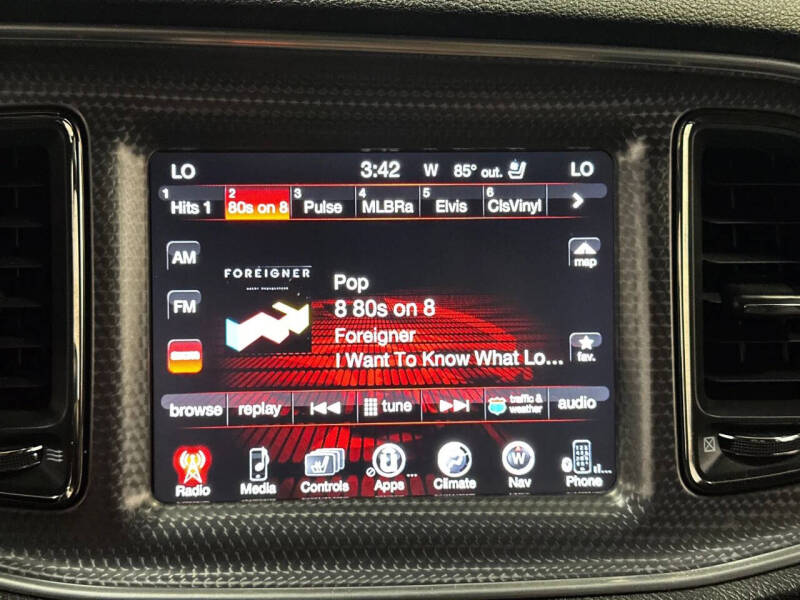 LO 3:42 W 85° out. LO
1 Hits 1 2 80s on 8 3 Pulse 4 MLBRa 5 Elvis 6 ClsVinyl
AM
map
FOREIGNER
Pop
FM
8 80s on 8
Foreigner
I Want To Know What Lo...
fav.
browse replay tune traffic & weather audio
Radio Media Controls Apps Climate W Nav Phone